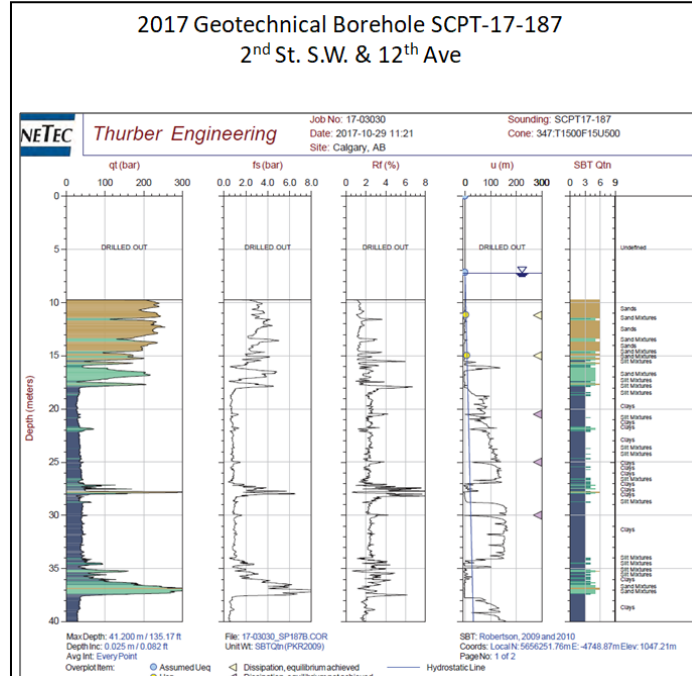 2017 Geotechnical Borehole SCPT-17-187
2nd St. S.W. & 12th Ave
NETEC
Thurber Engineering
Job No: 17-03030
Date: 2017-10-29 11:21
Site: Calgary, AB
Sounding: SCPT17-187
Cone: 347:T1500F15U500
qt (bar) fs (bar) Rf (%) u (m) SBT Qtn
0 100 200 300 0.0 2.0 4.0 6.0 8.0 0 2 4 6 8 0 100 200 300 0 3 6 9
0
5
DRILLED OUT DRILLED OUT DRILLED OUT DRILLED OUT DRILLED OUT Undefined
10
Sands
Sand Mixtures
Sands
Sand Mixtures
Sands
Sand Mixtures
15
Sand Mixtures
Silt Mixtures
Sand Mixtures
Silt Mixtures
Silt Mixtures
Depth (meters)
20
Clays
Silt Mixtures
Clays
Clays
Clays
Silt Mixtures
25
Clays
Clays
Clays
Silt Mixtures
Clays
Clays
Clays
Silt Mixtures
30
Clays
Silt Mixtures
35
Silt Mixtures
Silt Mixtures
Clays
Sand Mixtures
Sand Mixtures
Clays
40
Max Depth: 41.200 m / 135.17 ft
Depth Inc: 0.025 m / 0.082 ft
Avg Int: Every Point
File: 17-03030_SP187B.COR
Unit Wt: SBTQtn (PKR2009)
SBT: Robertson, 2009 and 2010
Coords: Local N: 5656251.76m E: -4748.87m Elev: 1047.21m
Page No: 1 of 2
Overplot Item: Assumed Ueq Dissipation, equilibrium achieved Hydrostatic Line